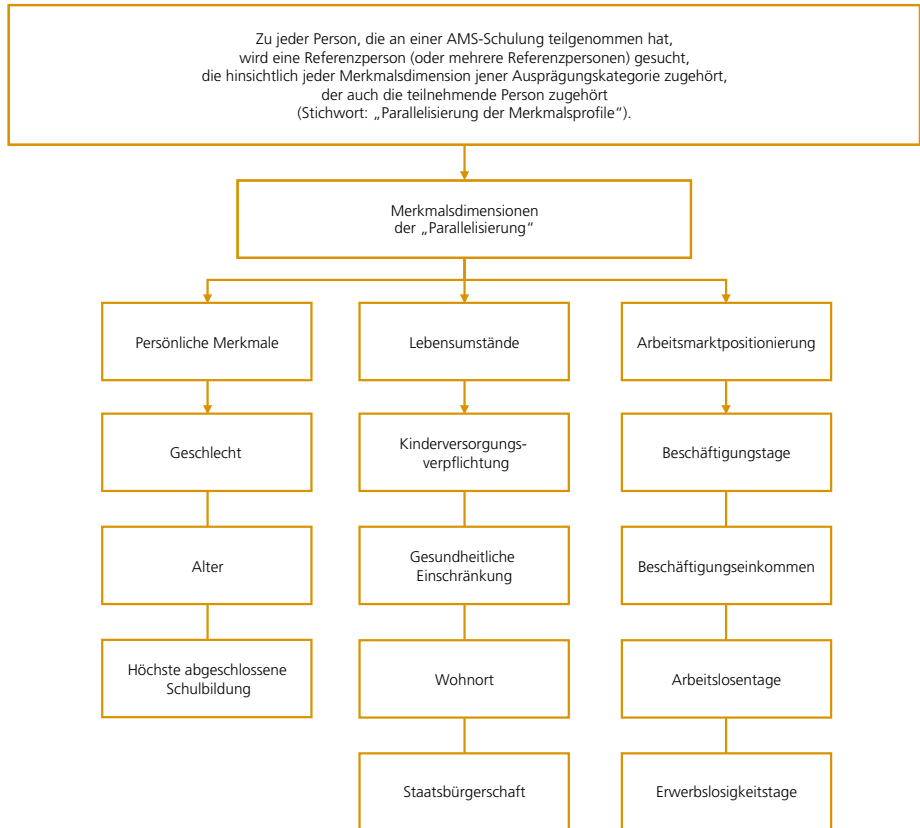 Zu jeder Person, die an einer AMS-Schulung teilgenommen hat,
wird eine Referenzperson (oder mehrere Referenzpersonen) gesucht,
die hinsichtlich jeder Merkmalsdimension jener Ausprägungskategorie zugehört,
der auch die teilnehmende Person zugehört
(Stichwort: „Parallelisierung der Merkmalsprofile“).
Merkmalsdimensionen
der „Parallelisierung“
Persönliche Merkmale
Lebensumstände
Arbeitsmarktpositionierung
Geschlecht
Kinderversorgungs-
verpflichtung
Beschäftigungstage
Alter
Gesundheitliche
Einschränkung
Beschäftigungseinkommen
Höchste abgeschlossene
Schulbildung
Wohnort
Arbeitslosentage
Staatsbürgerschaft
Erwerbslosigkeitstage